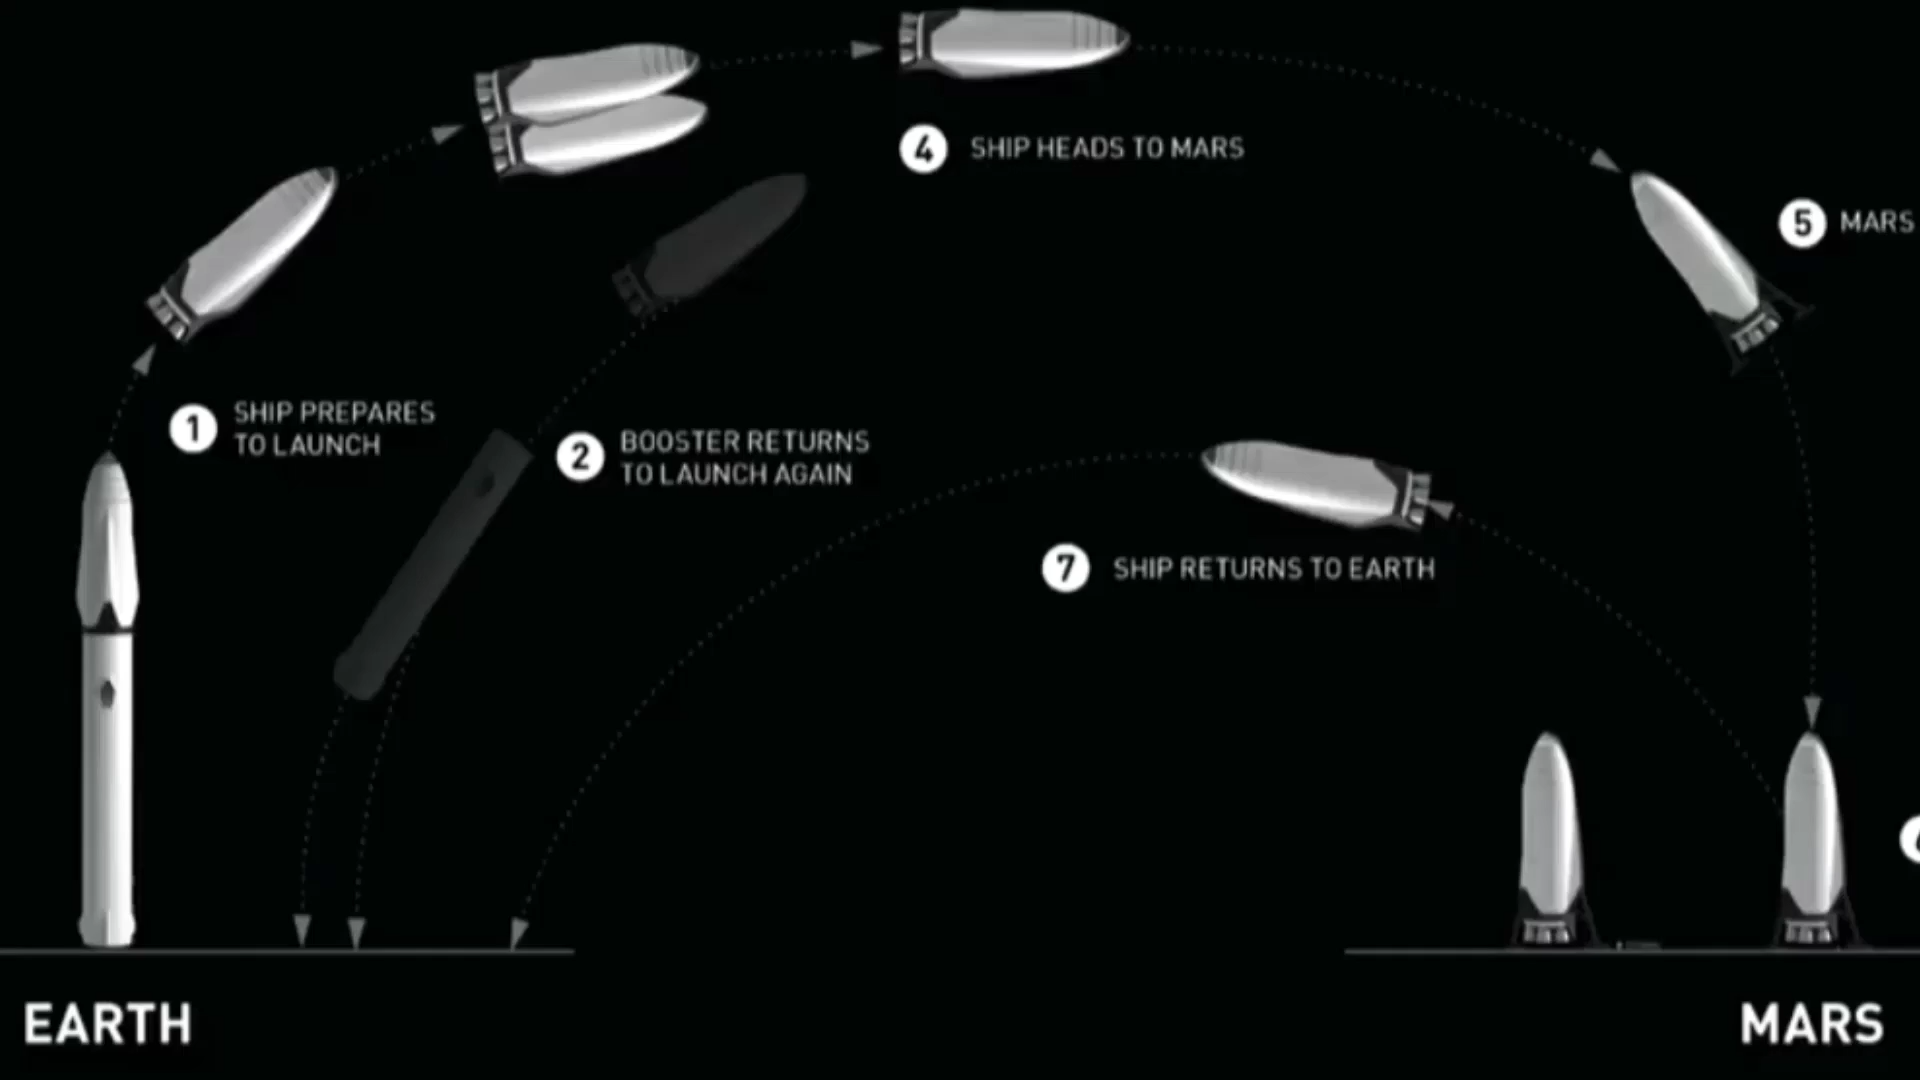 4 SHIP HEADS TO MARS
5 MARS
1 SHIP PREPARES
TO LAUNCH
2 BOOSTER RETURNS
TO LAUNCH AGAIN
7 SHIP RETURNS TO EARTH
EARTH
MARS